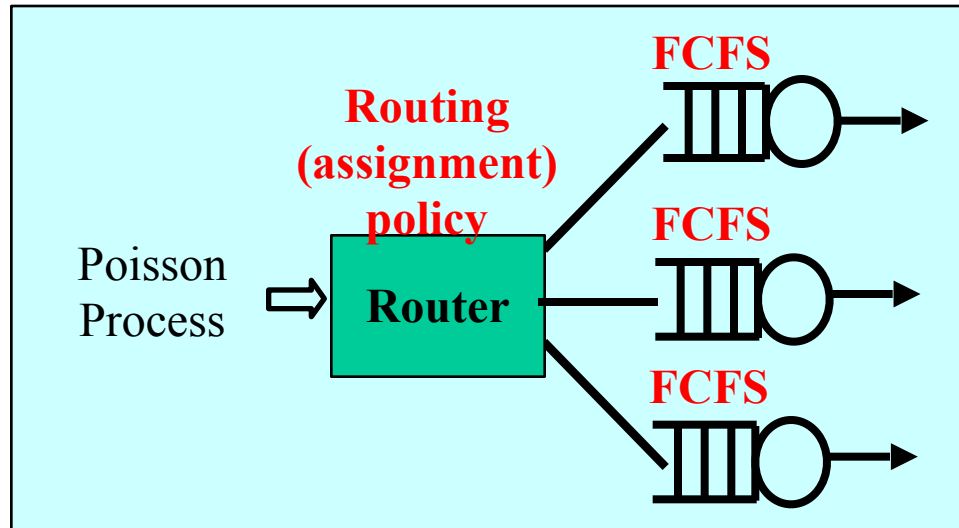 FCFS
Routing
(assignment)
policy
FCFS
Poisson
Process
Router
FCFS